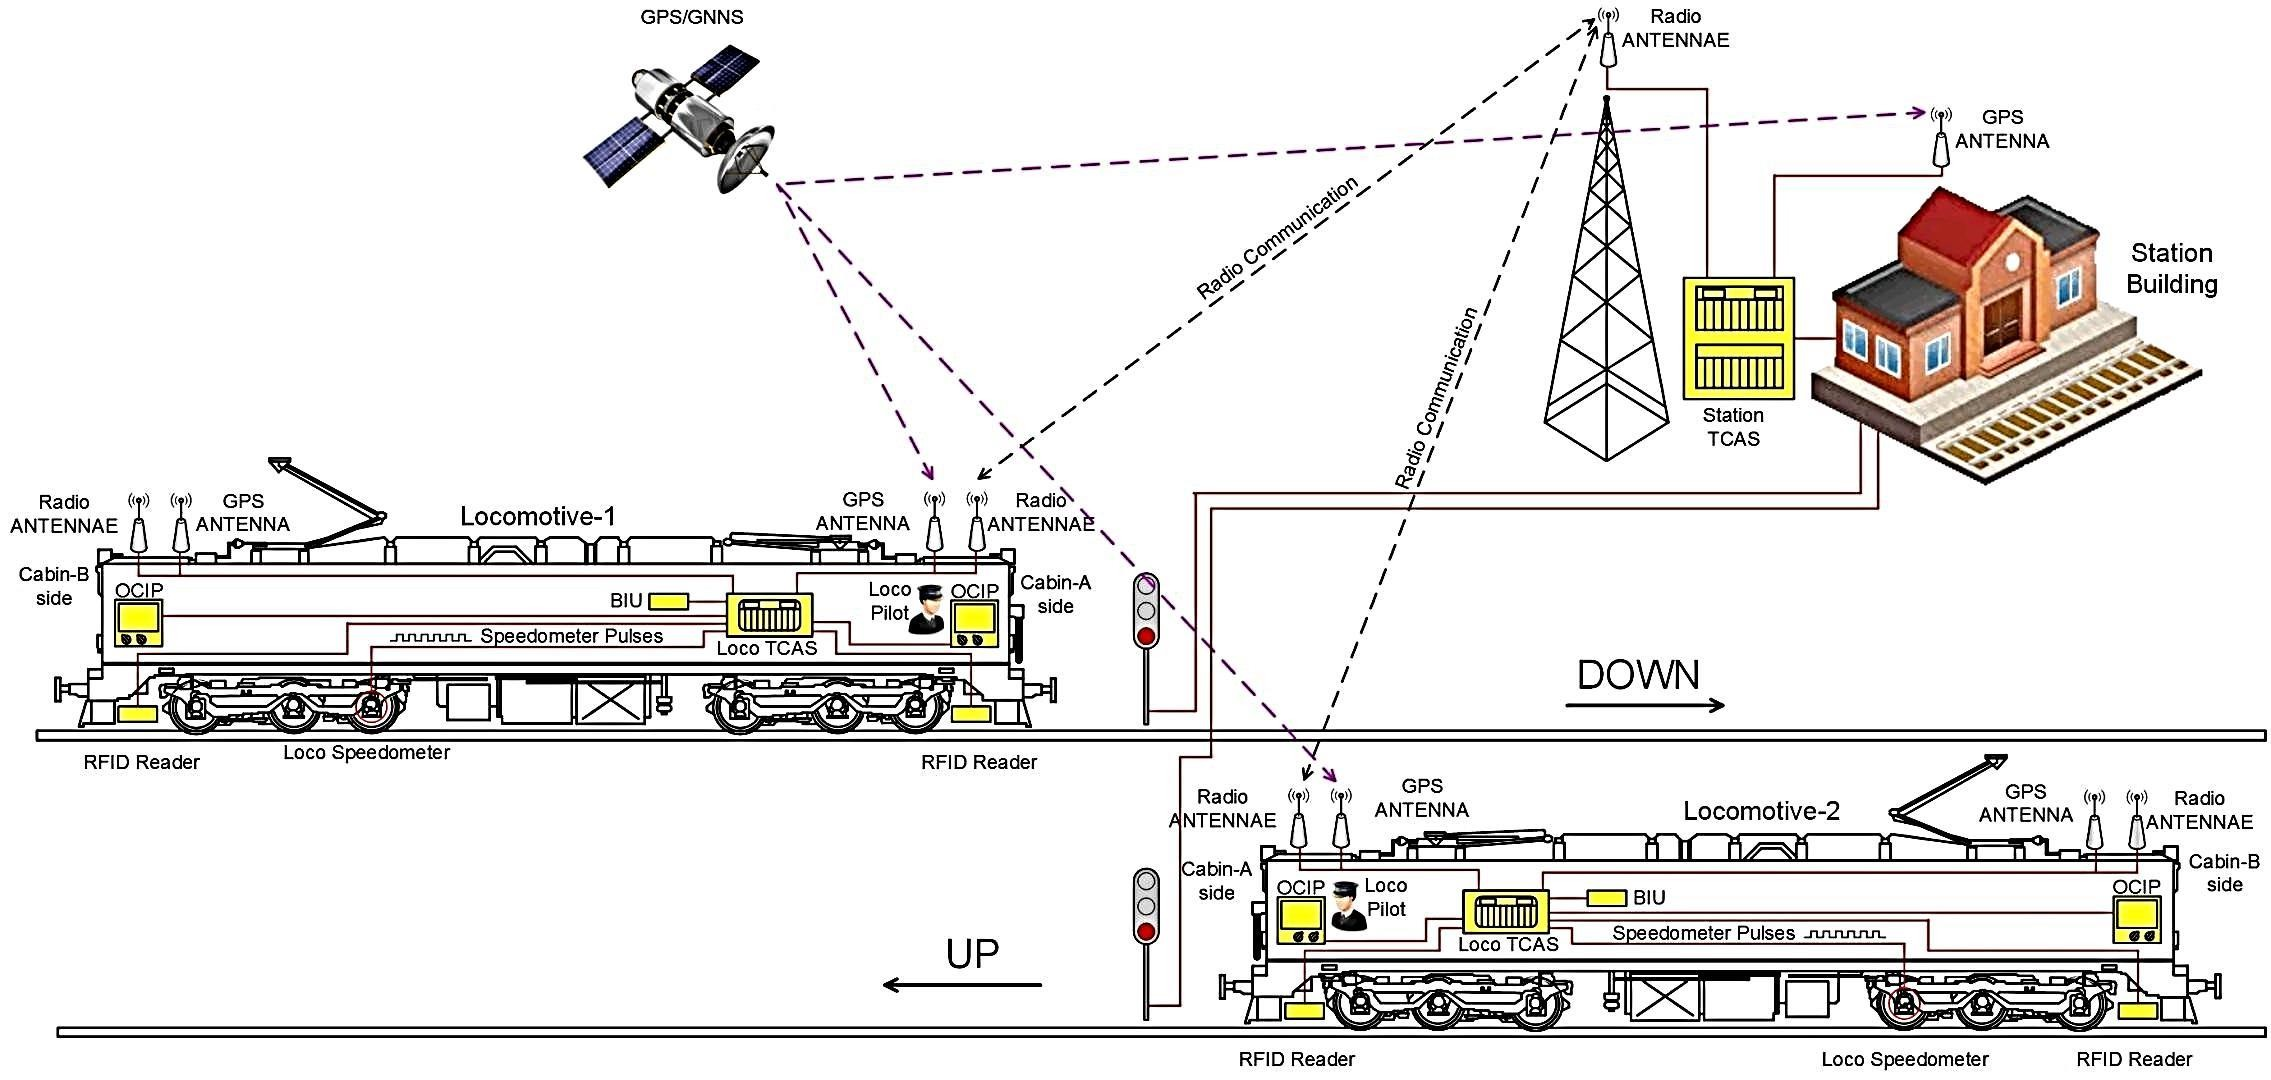 GPS/GNNS
Radio
ANTENNAE
GPS
ANTENNA
Radio Communication
Radio Communication
Station
Building
Station
TCAS
Radio
ANTENNAE
GPS
ANTENNA
Locomotive-1
GPS
ANTENNA
Radio
ANTENNAE
Cabin-B
side
OCIP
BIU
Loco
Pilot
OCIP
Cabin-A
side
Speedometer Pulses
Loco TCAS
DOWN
RFID Reader
Loco Speedometer
RFID Reader
Radio
ANTENNAE
GPS
ANTENNA
Locomotive-2
GPS
ANTENNA
Radio
ANTENNAE
Cabin-A
side
OCIP
Loco
Pilot
BIU
OCIP
Cabin-B
side
Speedometer Pulses
Loco TCAS
UP
RFID Reader
Loco Speedometer
RFID Reader